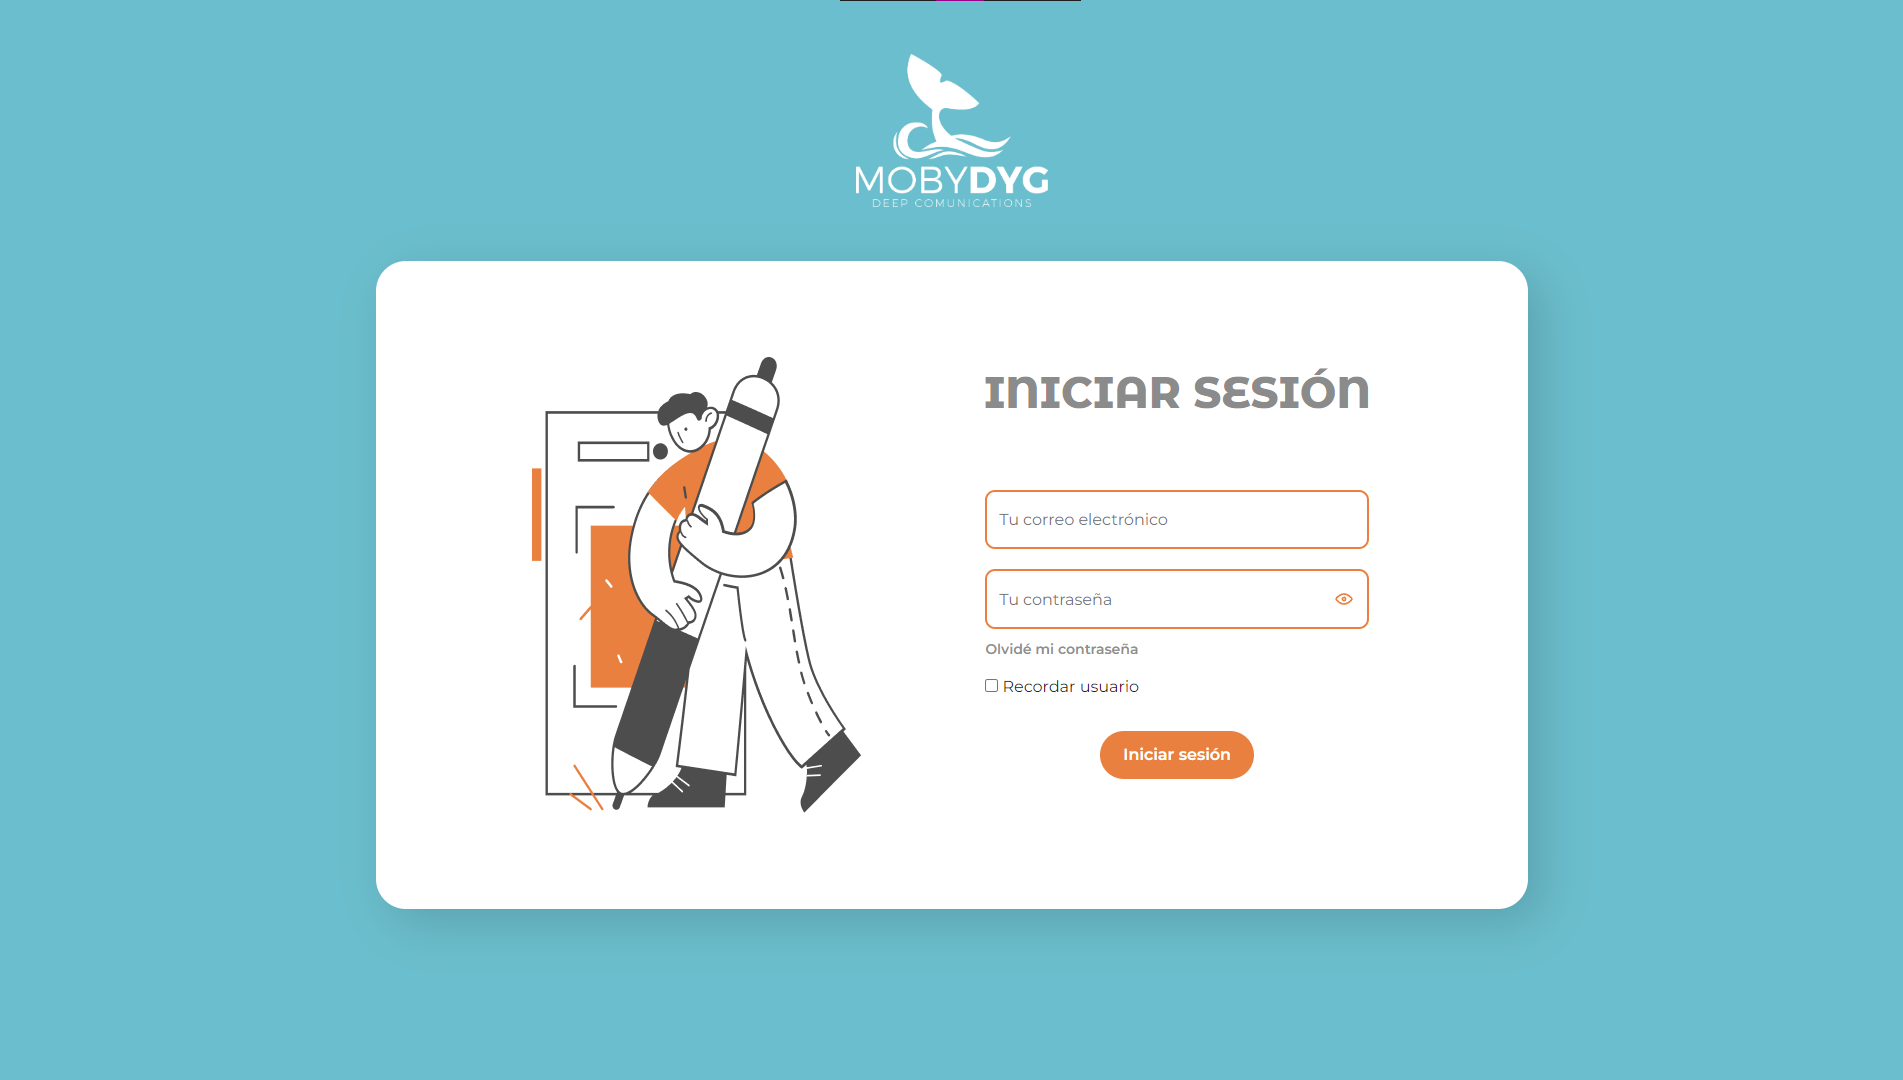 MOBYDYG
DEEP COMUNICATIONS
INICIAR SESIÓN
Tu correo electrónico
Tu contraseña
Olvidé mi contraseña
Recordar usuario
Iniciar sesión